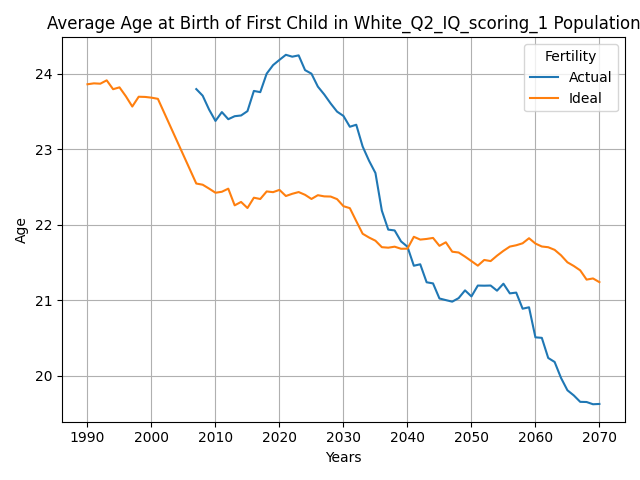 Average Age at Birth of First Child in White_Q2_IQ_scoring_1 Population
Fertility
Actual
Ideal
Age
24
23
22
21
20
1990 2000 2010 2020 2030 2040 2050 2060 2070
Years